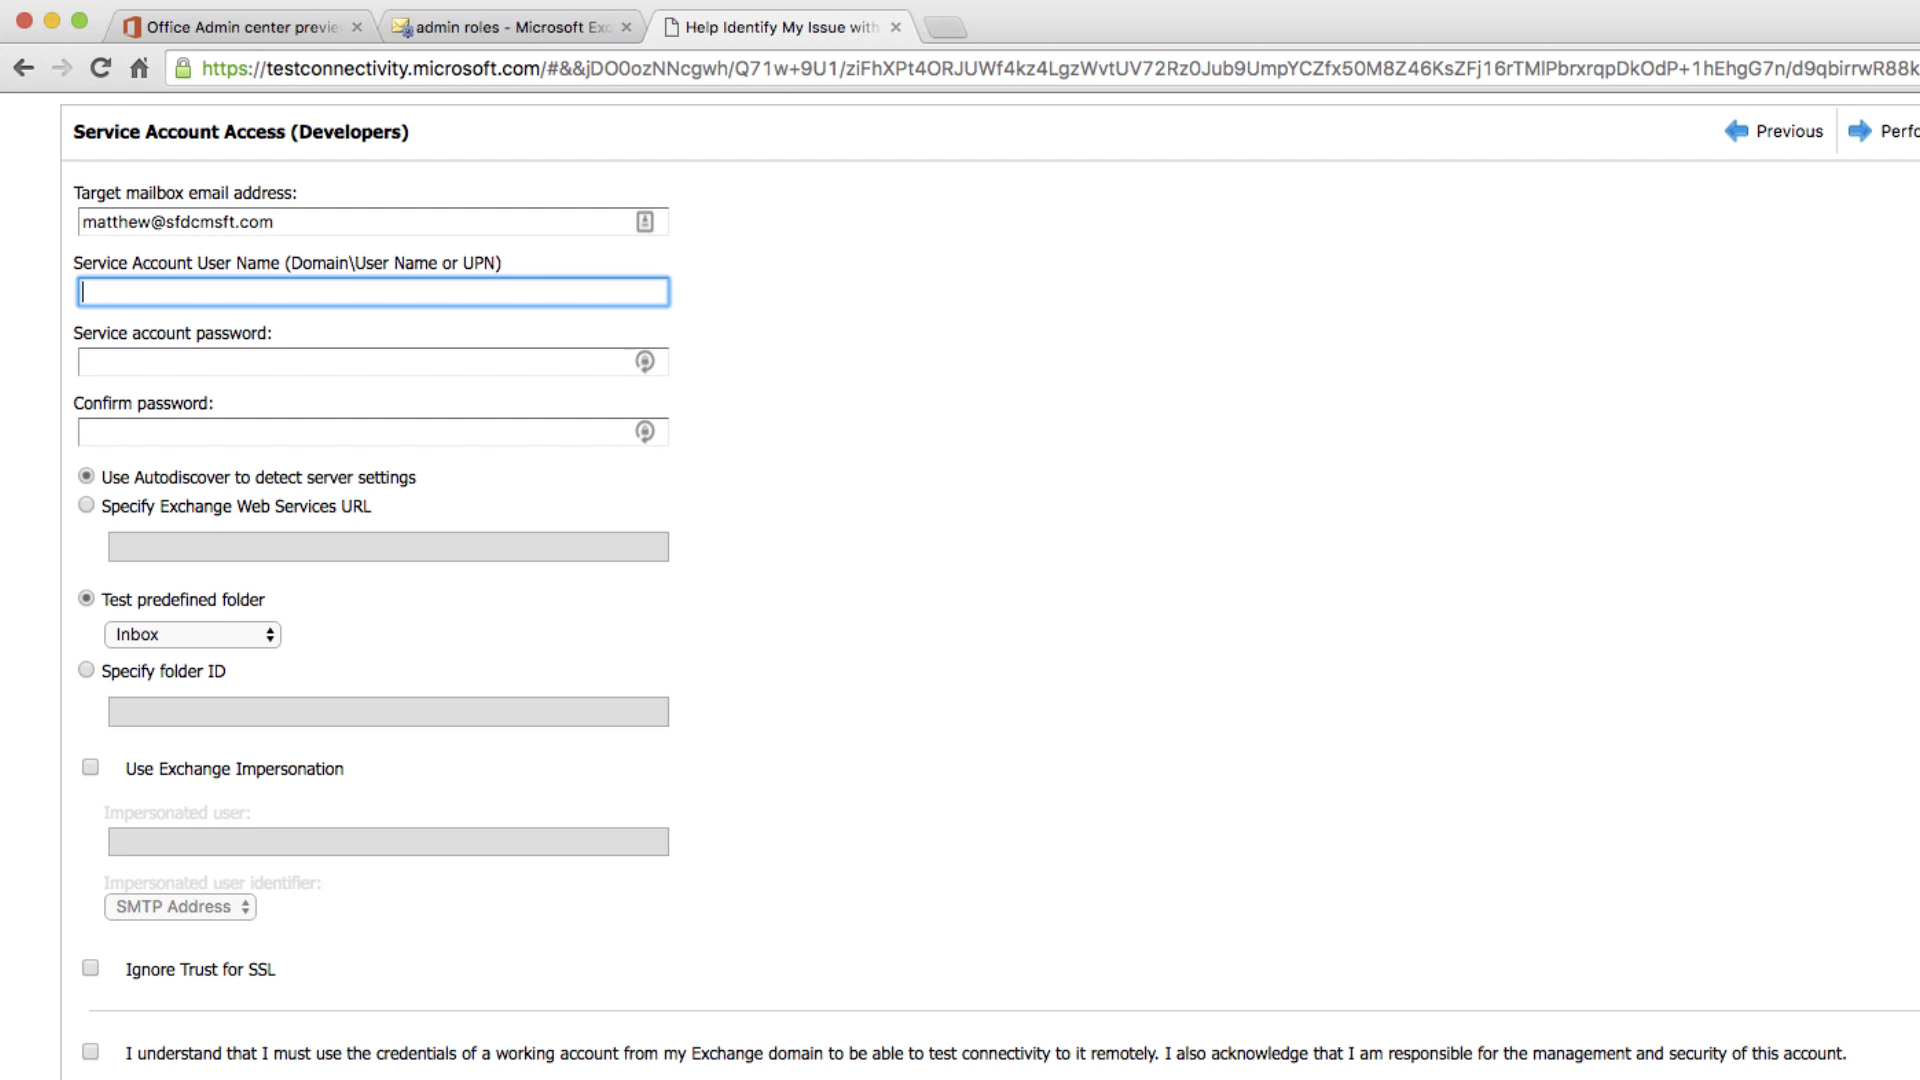 Office Admin center previe
admin roles - Microsoft Exc
Help Identify My Issue with
https://testconnectivity.microsoft.com/#&&jDO0ozNNcgwh/Q71w+9U1/ziFhXPt4ORJUWf4kz4LgzWvtUV72Rz0Jub9UmpYCZfx50M8Z46KsZFj16rTMlPbrxrqpDkOdP+1hEhgG7n/d9qbirrwR88k
Service Account Access (Developers)
Previous
Perfo
Target mailbox email address:
matthew@sfdcmsft.com
Service Account User Name (Domain\User Name or UPN)
Service account password:
Confirm password:
Use Autodiscover to detect server settings
Specify Exchange Web Services URL
Test predefined folder
Inbox
Specify folder ID
Use Exchange Impersonation
Impersonated user:
Impersonated user identifier:
SMTP Address
Ignore Trust for SSL
I understand that I must use the credentials of a working account from my Exchange domain to be able to test connectivity to it remotely. I also acknowledge that I am responsible for the management and security of this account.